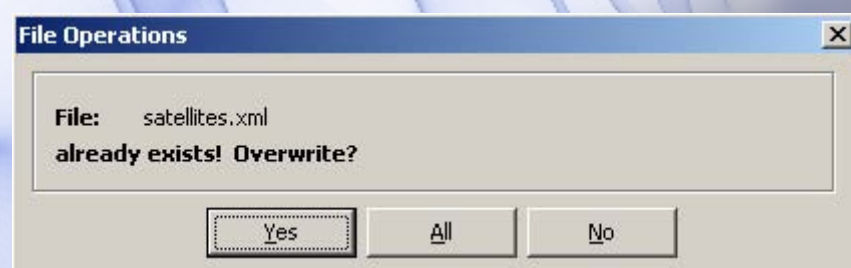 File Operations
File: satellites.xml
already exists! Overwrite?
Yes All No